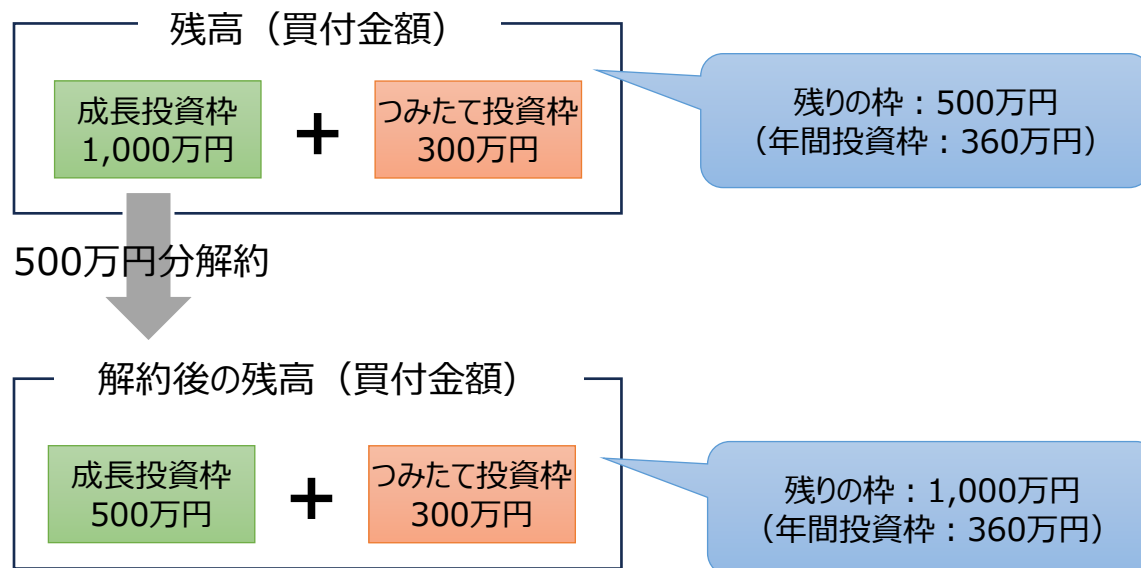 残高（買付金額）
成長投資枠
1,000万円
＋
つみたて投資枠
300万円
残りの枠：500万円
（年間投資枠：360万円）
500万円分解約
解約後の残高（買付金額）
成長投資枠
500万円
＋
つみたて投資枠
300万円
残りの枠：1,000万円
（年間投資枠：360万円）